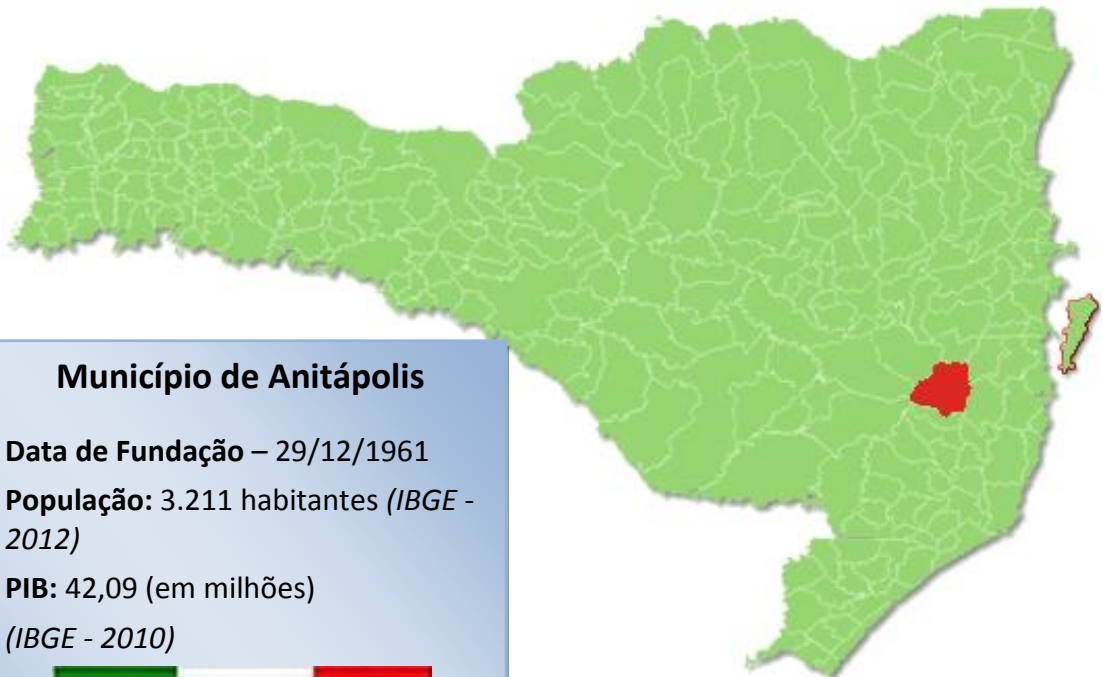 Município de Anitápolis
Data de Fundação – 29/12/1961
População: 3.211 habitantes (IBGE -
2012)
PIB: 42,09 (em milhões)
(IBGE - 2010)